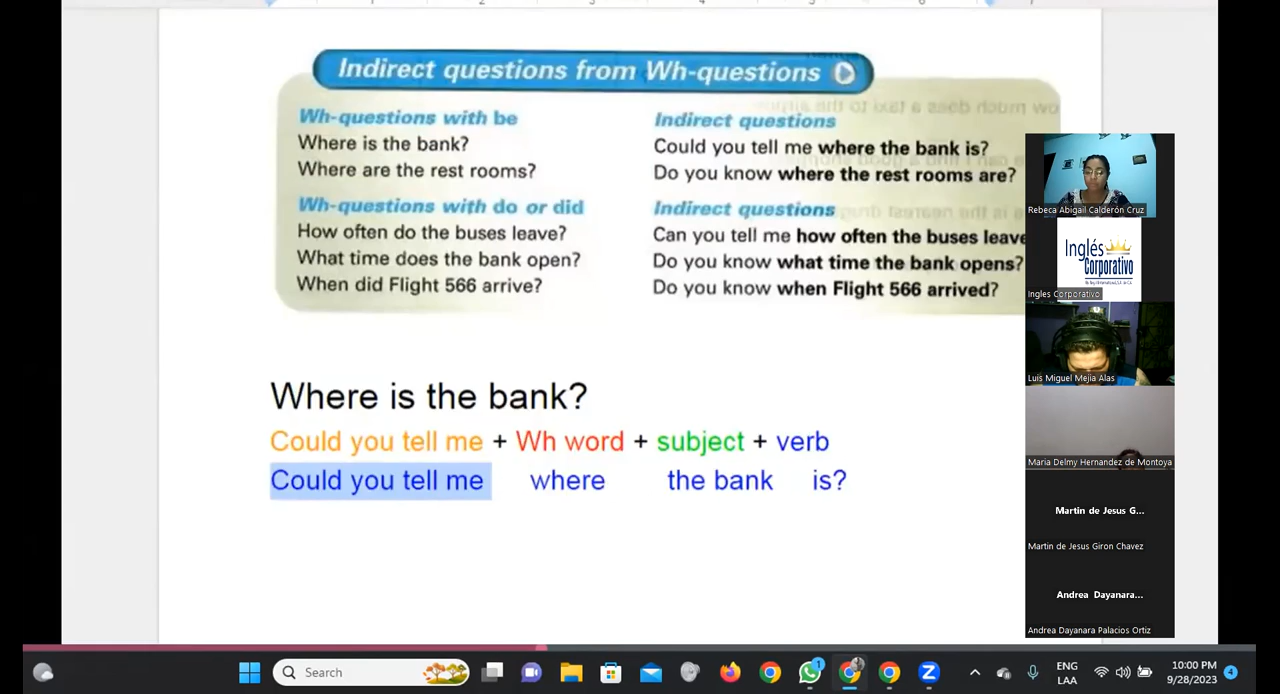 Indirect questions from Wh-questions
Wh-questions with be
Where is the bank?
Where are the rest rooms?
Wh-questions with do or did
How often do the buses leave?
What time does the bank open?
When did Flight 566 arrive?
Indirect questions
Could you tell me where the bank is?
Do you know where the rest rooms are?
Indirect questions
Can you tell me how often the buses leave
Do you know what time the bank opens?
Do you know when Flight 566 arrived?
Where is the bank?
Could you tell me + Wh word + subject + verb
Could you tell me where the bank is?
Rebeca Abigail Calderón Cruz
Inglés
Corporativo
Ingles Corporativo
Luis Miguel Mejia Alas
Maria Delmy Hernandez de Montoya
Martin de Jesus G...
Martin de Jesus Giron Chavez
Andrea Dayanara...
Andrea Dayanara Palacios Ortiz
Search
1
ENG
LAA
10:00 PM
9/28/2023
4